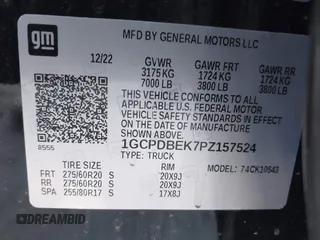 gm
MFD BY GENERAL MOTORS LLC
12/22
GVWR GAWR FRT GAWR RR
3175 KG 1724 KG 1724 KG
7000 LB 3800 LB 3800 LB
THIS VEHICLE CONFORMS TO ALL APPLICABLE U.S. FEDERAL MOTOR VEHICLE SAFETY, AND THEFT PREVENTION STANDARDS IN EFFECT ON THE DATE OF MANUFACTURE SHOWN ABOVE.
8555
1GCPDBEK7PZ157524
TYPE: TRUCK
MODEL: 74CK10543
FRT 275/60R20 S 20X9J
RR 275/60R20 S 20X9J
SPA 255/80R17 S 17X8J
DREAMBID